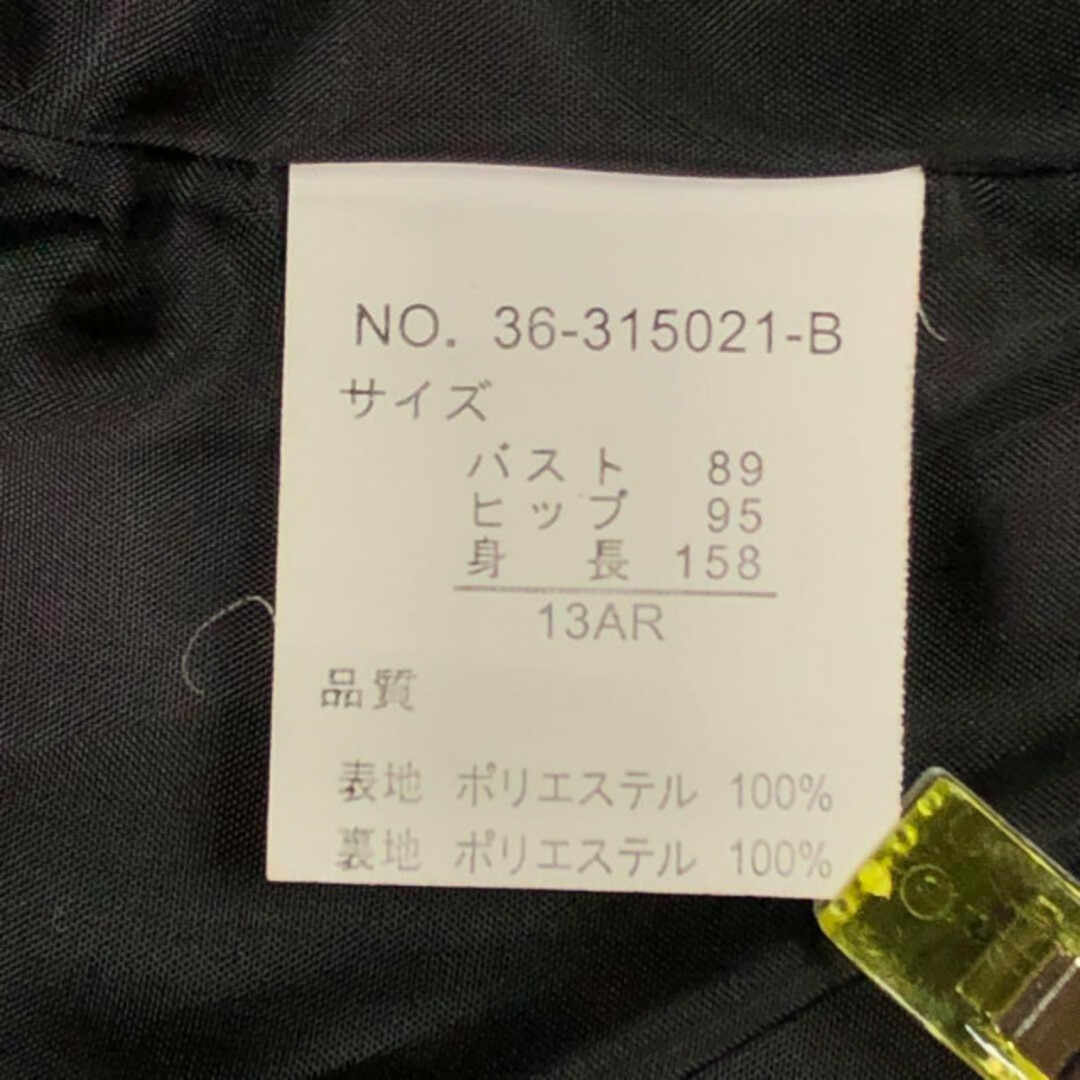 NO. 36-315021-B
サイズ
バスト 89
ヒップ 95
身 長 158
13AR
品質
表地 ポリエステル 100%
裏地 ポリエステル 100%